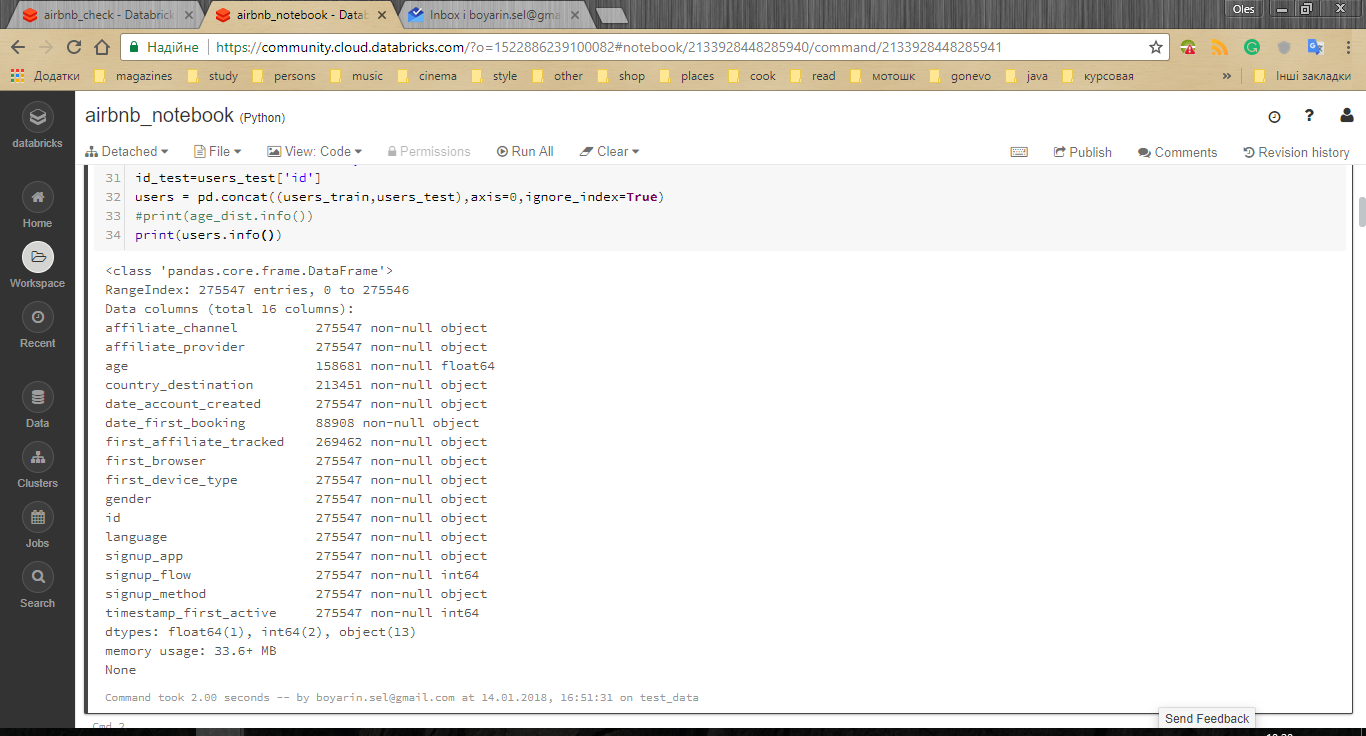 airbnb_check - Databrick
airbnb_notebook - Datab
Inbox i boyarin.sel@gma
Oles
Надійне
https://community.cloud.databricks.com/?o=1522886239100082#notebook/2133928448285940/command/2133928448285941
Додатки magazines study persons music cinema style other shop places cook read мотошк gonevo java курсовая » Інші закладки
databricks
Home
Workspace
Recent
Data
Clusters
Jobs
Search
airbnb_notebook (Python)
?
Detached File View: Code Permissions Run All Clear Publish Comments Revision history
31 id_test=users_test['id']
32 users = pd.concat((users_train,users_test),axis=0,ignore_index=True)
33 #print(age_dist.info())
34 print(users.info())
<class 'pandas.core.frame.DataFrame'>
RangeIndex: 275547 entries, 0 to 275546
Data columns (total 16 columns):
affiliate_channel 275547 non-null object
affiliate_provider 275547 non-null object
age 158681 non-null float64
country_destination 213451 non-null object
date_account_created 275547 non-null object
date_first_booking 88908 non-null object
first_affiliate_tracked 269462 non-null object
first_browser 275547 non-null object
first_device_type 275547 non-null object
gender 275547 non-null object
id 275547 non-null object
language 275547 non-null object
signup_app 275547 non-null object
signup_flow 275547 non-null int64
signup_method 275547 non-null object
timestamp_first_active 275547 non-null int64
dtypes: float64(1), int64(2), object(13)
memory usage: 33.6+ MB
None
Command took 2.00 seconds -- by boyarin.sel@gmail.com at 14.01.2018, 16:51:31 on test_data
Cmd 2
Send Feedback